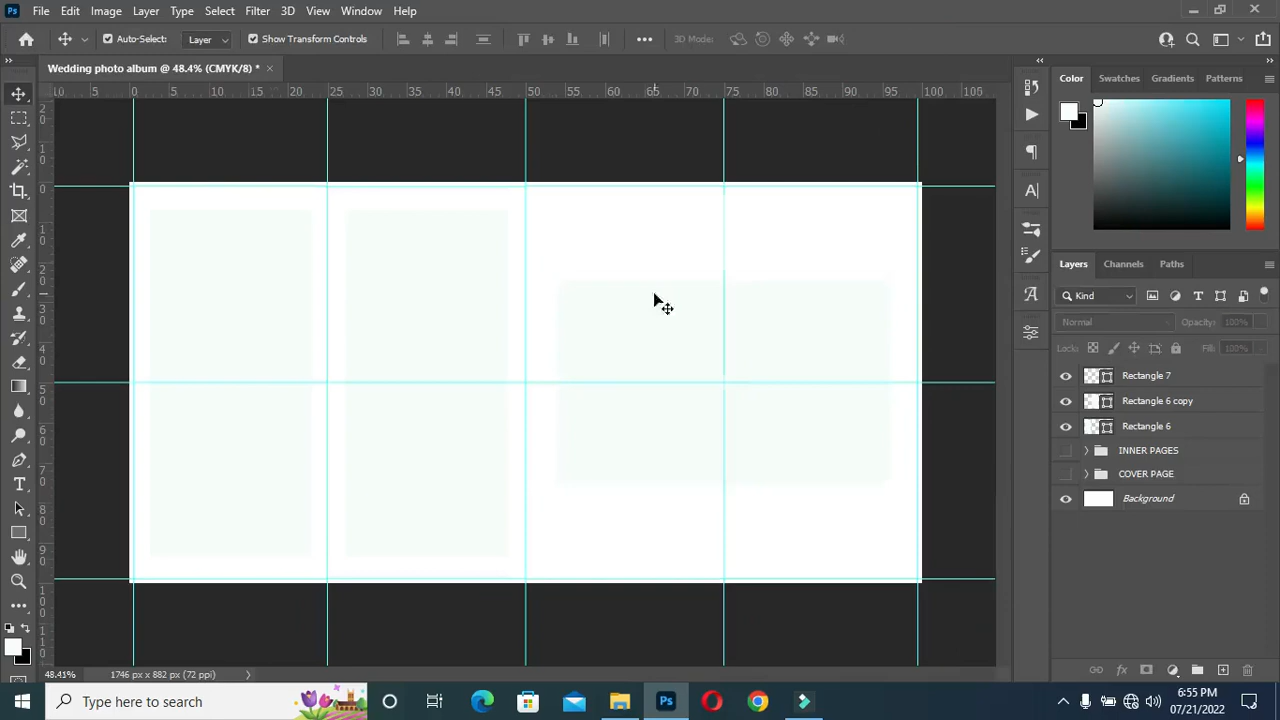 Ps File Edit Image Layer Type Select Filter 3D View Window Help
Auto-Select: Layer Show Transform Controls 3D Mode:
Wedding photo album @ 48.4% (CMYK/8) *
Color Swatches Gradients Patterns
10 5 0 5 10 15 20 25 30 35 40 45 50 55 60 65 70 75 80 85 90 95 100 105
Layers Channels Paths
Kind
Normal Opacity: 100%
Locks: Fill: 100%
Rectangle 7
Rectangle 6 copy
Rectangle 6
INNER PAGES
COVER PAGE
Background
48.41% 1746 px x 882 px (72 ppi)
Type here to search
Ps
6:55 PM
07/21/2022